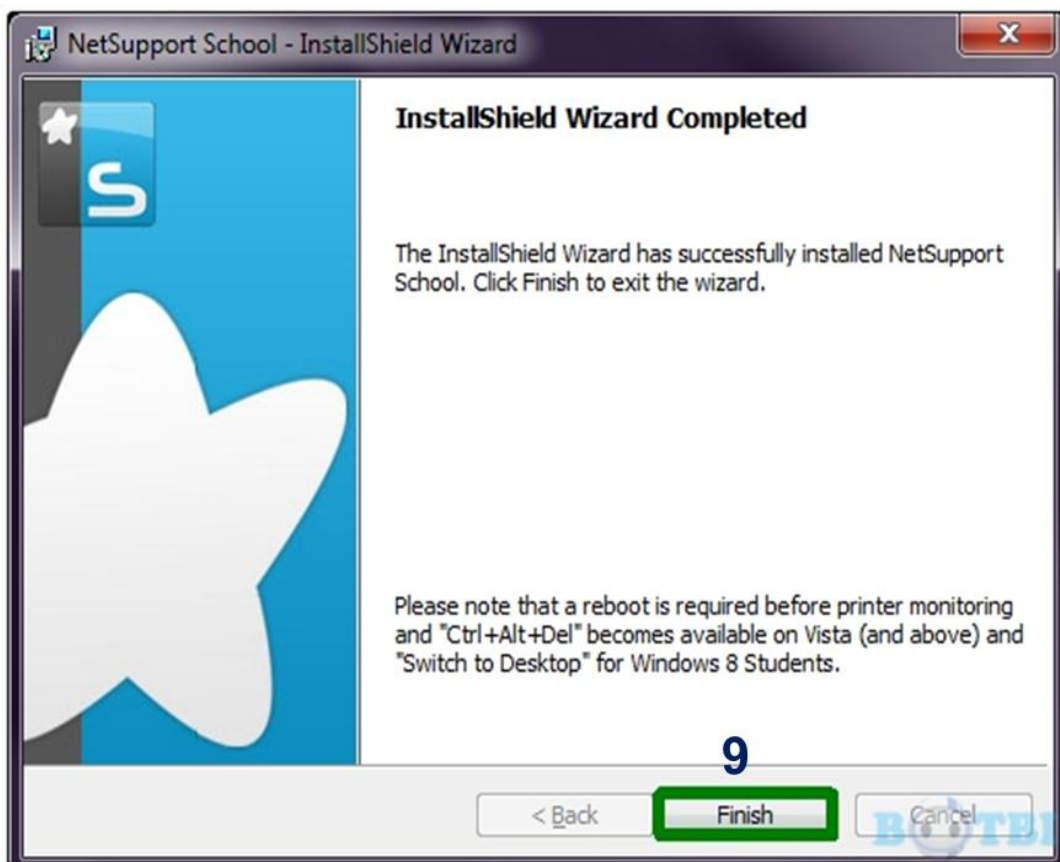 NetSupport School - InstallShield Wizard
x
S
InstallShield Wizard Completed
The InstallShield Wizard has successfully installed NetSupport
School. Click Finish to exit the wizard.
Please note that a reboot is required before printer monitoring
and "Ctrl+Alt+Del" becomes available on Vista (and above) and
"Switch to Desktop" for Windows 8 Students.
9
< Back Finish Cancel